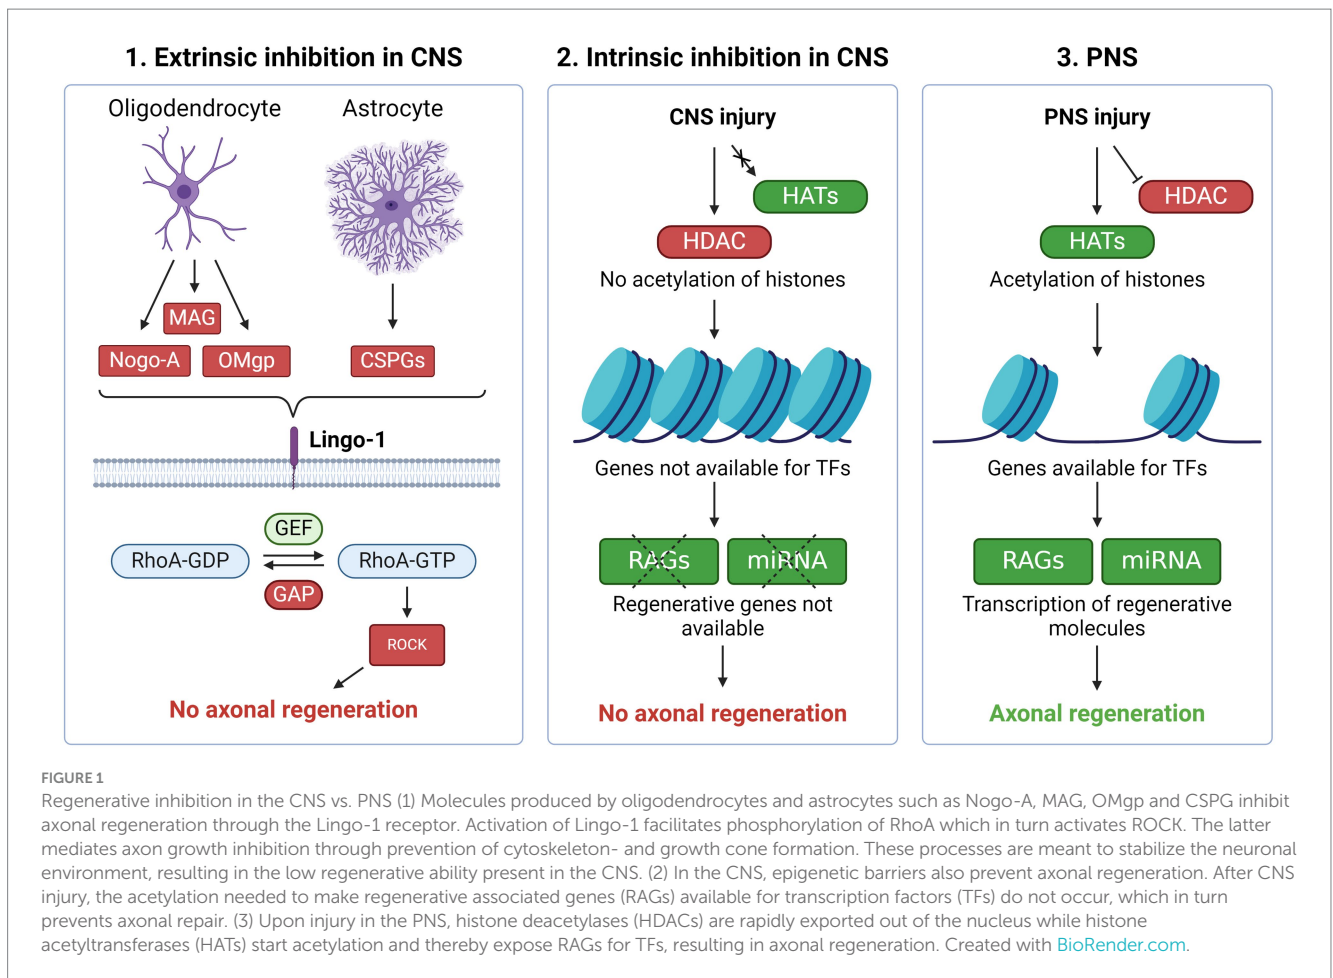 1. Extrinsic inhibition in CNS
Oligodendrocyte
Astrocyte
MAG
Nogo-A
OMgp
CSPGs
Lingo-1
GEF
RhoA-GDP
RhoA-GTP
GAP
ROCK
No axonal regeneration
2. Intrinsic inhibition in CNS
CNS injury
HATs
HDAC
No acetylation of histones
Genes not available for TFs
RAGs
miRNA
Regenerative genes not
available
No axonal regeneration
3. PNS
PNS injury
HDAC
HATs
Acetylation of histones
Genes available for TFs
RAGs
miRNA
Transcription of regenerative
molecules
Axonal regeneration
FIGURE 1
Regenerative inhibition in the CNS vs. PNS (1) Molecules produced by oligodendrocytes and astrocytes such as Nogo-A, MAG, OMgp and CSPG inhibit
axonal regeneration through the Lingo-1 receptor. Activation of Lingo-1 facilitates phosphorylation of RhoA which in turn activates ROCK. The latter
mediates axon growth inhibition through prevention of cytoskeleton- and growth cone formation. These processes are meant to stabilize the neuronal
environment, resulting in the low regenerative ability present in the CNS. (2) In the CNS, epigenetic barriers also prevent axonal regeneration. After CNS
injury, the acetylation needed to make regenerative associated genes (RAGs) available for transcription factors (TFs) do not occur, which in turn
prevents axonal repair. (3) Upon injury in the PNS, histone deacetylases (HDACs) are rapidly exported out of the nucleus while histone
acetyltransferases (HATs) start acetylation and thereby expose RAGs for TFs, resulting in axonal regeneration. Created with BioRender.com.